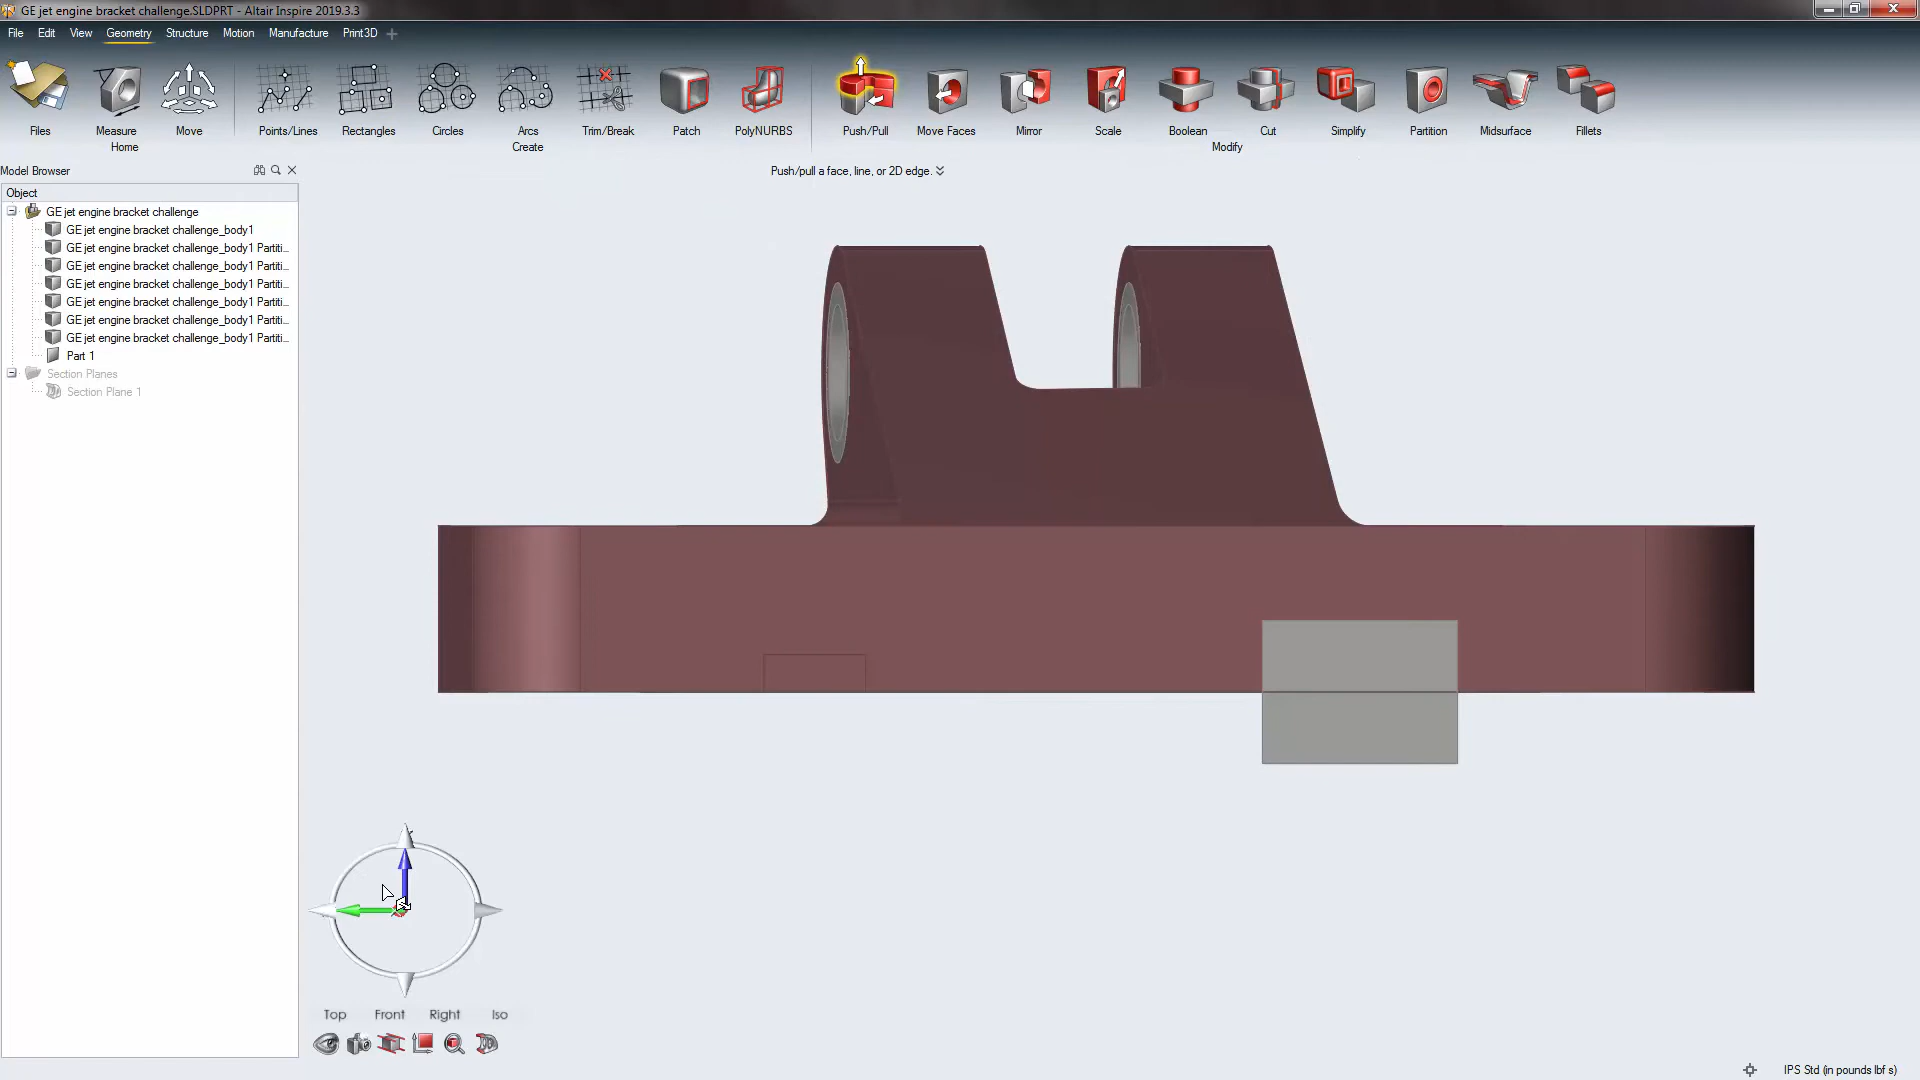 GE jet engine bracket challenge.SLDPRT - Altair Inspire 2019.3.3
File Edit View Geometry Structure Motion Manufacture Print3D
Files Measure Move Points/Lines Rectangles Circles Arcs Trim/Break Patch PolyNURBS Push/Pull Move Faces Mirror Scale Boolean Cut Simplify Partition Midsurface Fillets
Home Create Modify
Model Browser
Push/pull a face, line, or 2D edge.
Object
GE jet engine bracket challenge
GE jet engine bracket challenge_body1
GE jet engine bracket challenge_body1 Partiti...
GE jet engine bracket challenge_body1 Partiti...
GE jet engine bracket challenge_body1 Partiti...
GE jet engine bracket challenge_body1 Partiti...
GE jet engine bracket challenge_body1 Partiti...
GE jet engine bracket challenge_body1 Partiti...
Part 1
Section Planes
Section Plane 1
Top Front Right Iso
IPS Std (in pounds lbf s)